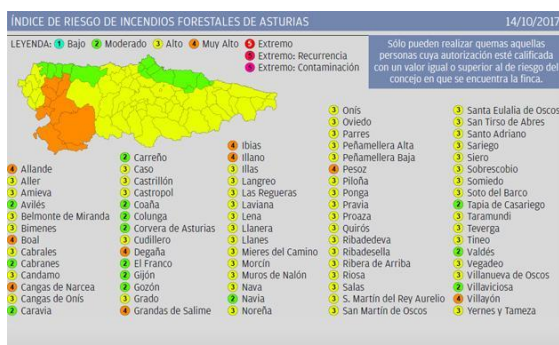 ÍNDICE DE RIESGO DE INCENDIOS FORESTALES DE ASTURIAS
14/10/2017
LEYENDA: 1 Bajo 2 Moderado 3 Alto 4 Muy Alto 5 Extremo
Extremo: Recurrencia
Extremo: Contaminación
Sólo pueden realizar quemas aquellas
personas cuya autorización esté calificada
con un valor igual o superior al de riesgo del
concejo en que se encuentra la finca.
4 Allande
3 Aller
3 Amieva
2 Avilés
3 Belmonte de Miranda
3 Bimenes
4 Boal
3 Cabrales
2 Cabranes
3 Candamo
4 Cangas de Narcea
3 Cangas de Onís
2 Caravia
2 Carreño
3 Caso
3 Castrillón
3 Castropol
2 Coaña
2 Colunga
2 Corvera de Asturias
3 Cudillero
4 Degaña
2 El Franco
2 Gijón
2 Gozón
3 Grado
4 Grandas de Salime
4 Ibias
4 Illano
3 Illas
3 Langreo
3 Las Regueras
3 Laviana
3 Lena
3 Llanera
3 Llanes
3 Mieres del Camino
3 Morcín
3 Muros de Nalón
3 Nava
2 Navia
3 Noreña
3 Onís
3 Oviedo
3 Parres
3 Peñamellera Alta
3 Peñamellera Baja
4 Pesoz
3 Piloña
3 Ponga
3 Pravia
3 Proaza
3 Quirós
3 Ribadedeva
3 Ribadesella
3 Ribera de Arriba
3 Riosa
3 Salas
3 S. Martín del Rey Aurelio
3 San Martín de Oscos
3 Santa Eulalia de Oscos
3 San Tirso de Abres
3 Santo Adriano
3 Sariego
3 Siero
3 Sobrescobio
3 Somiedo
3 Soto del Barco
2 Tapia de Casariego
3 Taramundi
3 Teverga
3 Tineo
2 Valdés
3 Vegadeo
3 Villanueva de Oscos
2 Villaviciosa
4 Villayón
3 Yernes y Tameza